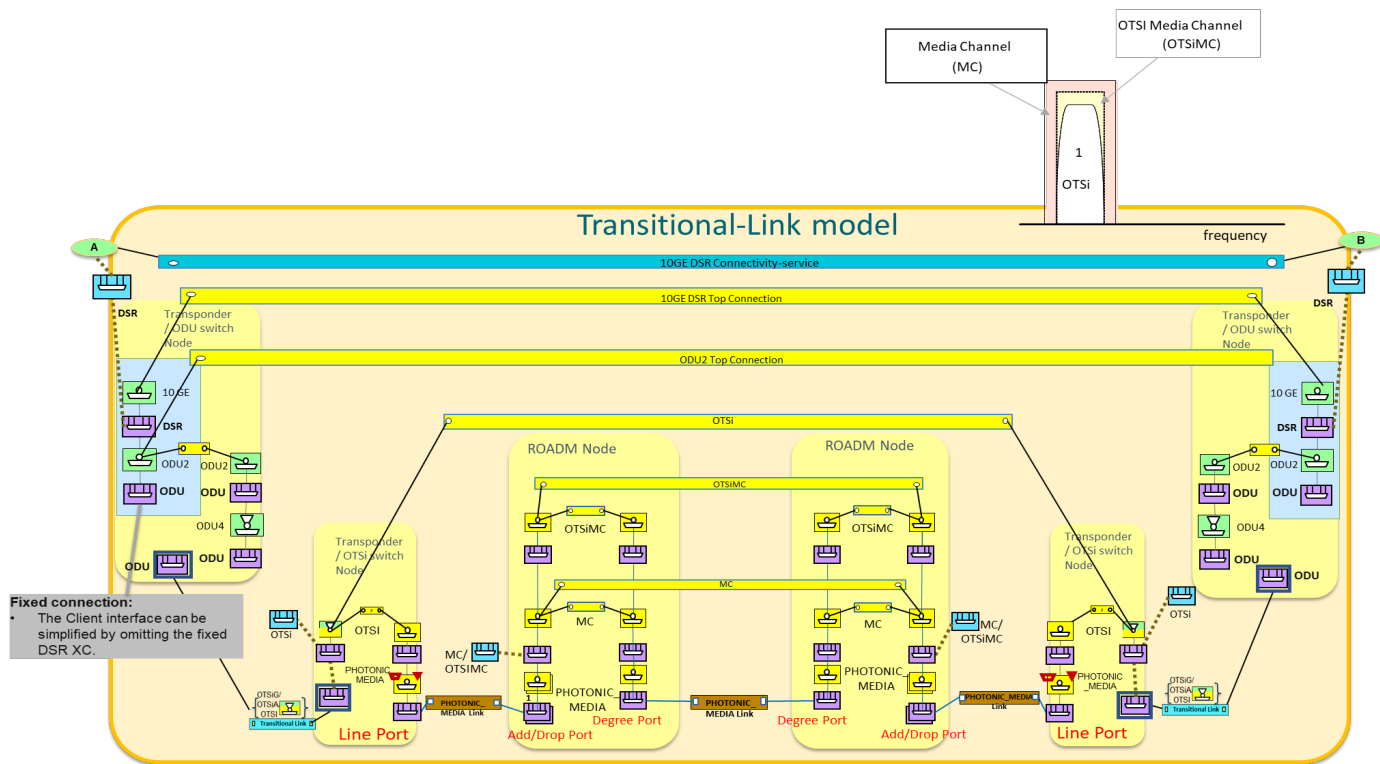 OTSI Media Channel
(OTSiMC)
Media Channel
(MC)
1
OTSi
frequency
Transitional-Link model
A
B
10GE DSR Connectivity-service
DSR
DSR
10GE DSR Top Connection
Transponder
/ ODU switch
Node
Transponder
/ ODU switch
Node
ODU2 Top Connection
10 GE
10 GE
DSR
DSR
OTSi
ROADM Node
ROADM Node
ODU2
ODU2
ODU2
ODU2
OTSiMC
ODU
ODU
ODU
ODU
ODU4
ODU4
OTSiMC
OTSiMC
Transponder
/ OTSi switch
Node
Transponder
/ OTSi switch
Node
ODU
ODU
ODU
ODU
MC
Fixed connection:
• The Client interface can be
simplified by omitting the fixed
DSR XC.
OTSi
OTSI
MC
MC
MC/
OTSiMC
OTSI
OTSi
MC/
OTSIMC
PHOTONIC_
MEDIA
PHOTONIC_
MEDIA
PHOTONIC_
MEDIA
PHOTONIC
_MEDIA
OTSiG/
OTSiA/
OTSI
Transitional Link
PHOTONIC_
MEDIA Link
1
PHOTONIC_
MEDIA Link
PHOTONIC_MEDIA
Link
OTSiG/
OTSiA/
OTSI
Transitional Link
Line Port
Add/Drop Port
Degree Port
Degree Port
Add/Drop Port
Line Port